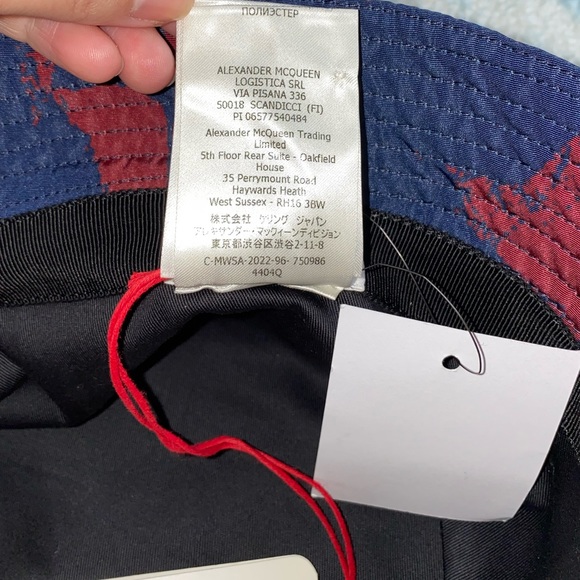 ПОЛИЭСТЕР
ALEXANDER MCQUEEN
LOGISTICA SRL
VIA PISANA 336
50018 SCANDICCI (FI)
PI 06577540484
Alexander McQueen Trading
Limited
5th Floor Rear Suite - Oakfield
House
35 Perrymount Road
Haywards Heath
West Sussex - RH16 3BW
株式会社 ケリング ジャパン
アレキサンダー・マックイーンディビジョン
東京都渋谷区渋谷2-11-8
C-MWSA-2022-96- 750986
4404Q